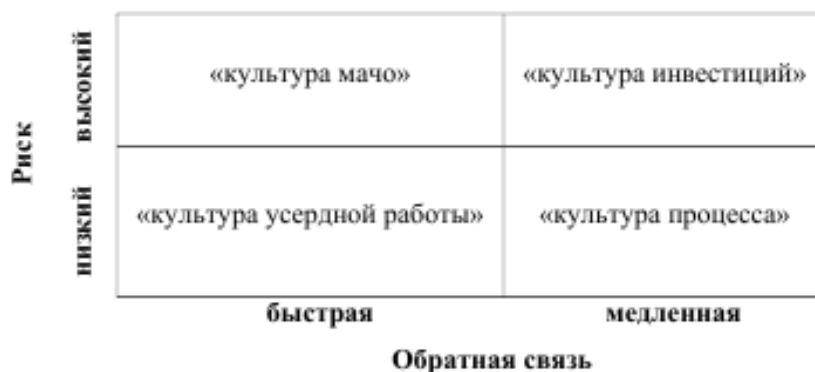 Риск
высокий
«культура мачо»
«культура инвестиций»
низкий
«культура усердной работы»
«культура процесса»
быстрая
медленная
Обратная связь